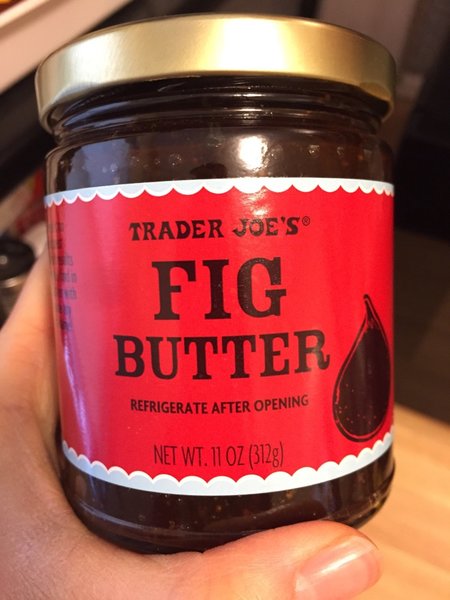 TRADER JOE'S®
FIG
BUTTER
REFRIGERATE AFTER OPENING
NET WT. 11 OZ (312g)